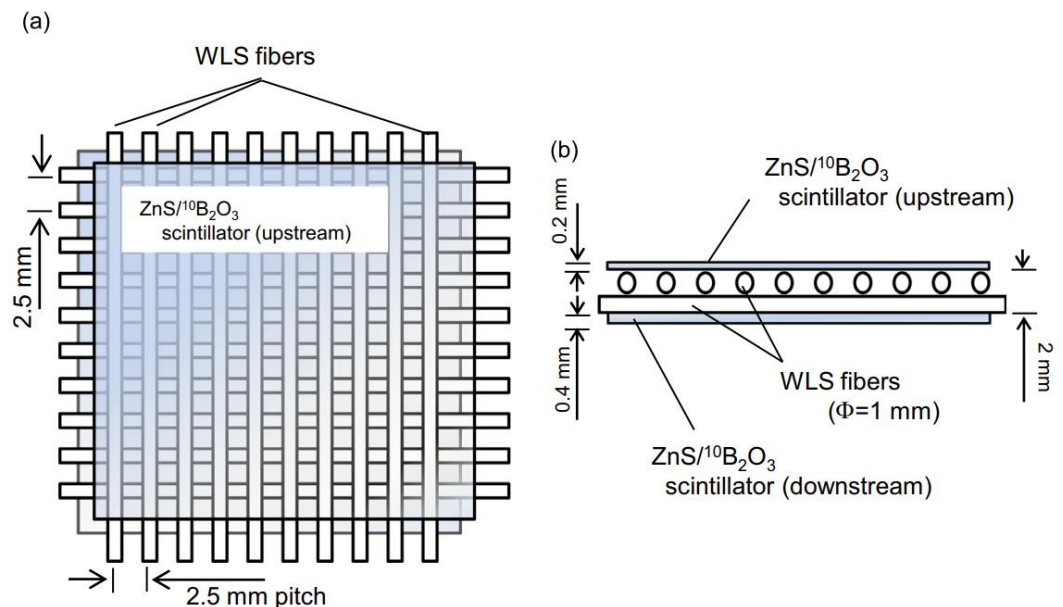 (a)
WLS fibers
ZnS/¹⁰B₂O₃
scintillator (upstream)
2.5 mm
2.5 mm pitch
(b)
ZnS/¹⁰B₂O₃
scintillator (upstream)
0.2 mm
0.4 mm
2 mm
WLS fibers
(Φ=1 mm)
ZnS/¹⁰B₂O₃
scintillator (downstream)